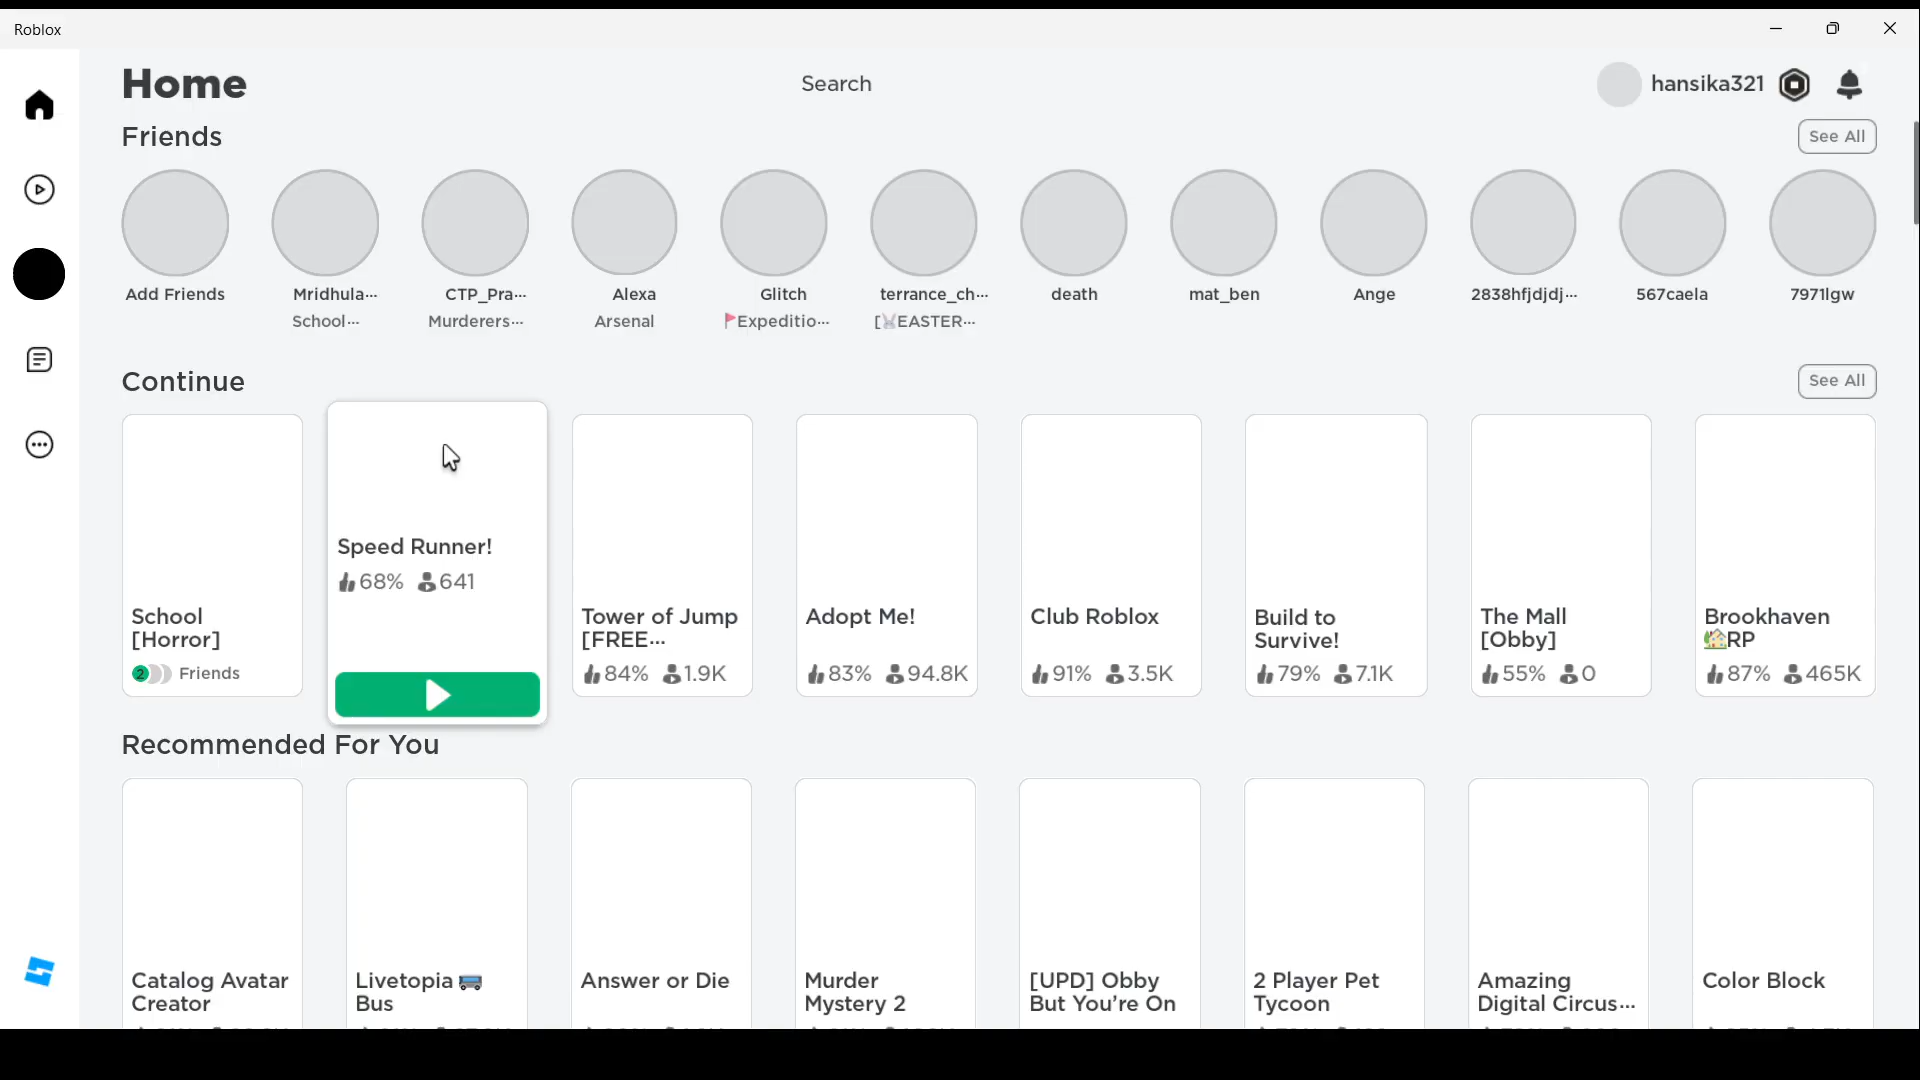 Roblox
Home
Search
hansika321
Friends
See All
Add Friends
Mridhula...
CTP_Pra...
Alexa
Glitch
terrance_ch...
death
mat_ben
Ange
2838hfjdjdj...
567caela
7971lgw
School...
Murderers...
Arsenal
🚩Expeditio...
[🐰EASTER...
Continue
See All
School
[Horror]
2 Friends
Speed Runner!
68% 641
Tower of Jump
[FREE...
84% 1.9K
Adopt Me!
83% 94.8K
Club Roblox
91% 3.5K
Build to
Survive!
79% 7.1K
The Mall
[Obby]
55% 0
Brookhaven
🏡RP
87% 465K
Recommended For You
Catalog Avatar
Creator
Livetopia 🚌
Bus
Answer or Die
Murder
Mystery 2
[UPD] Obby
But You're On
2 Player Pet
Tycoon
Amazing
Digital Circus...
Color Block